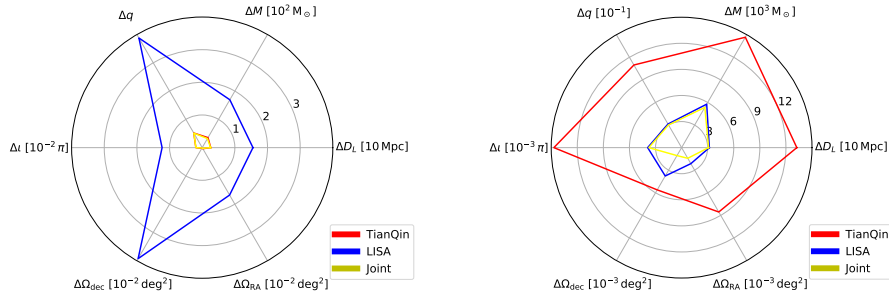 Δq
ΔM [10² M⊙]
3
2
1
Δι [10⁻² π]
ΔD_L [10 Mpc]
ΔΩ_dec [10⁻² deg²]
ΔΩ_RA [10⁻² deg²]
TianQin
LISA
Joint
Δq [10⁻¹]
ΔM [10³ M⊙]
12
9
6
3
Δι [10⁻³ π]
ΔD_L [10 Mpc]
ΔΩ_dec [10⁻³ deg²]
ΔΩ_RA [10⁻³ deg²]
TianQin
LISA
Joint